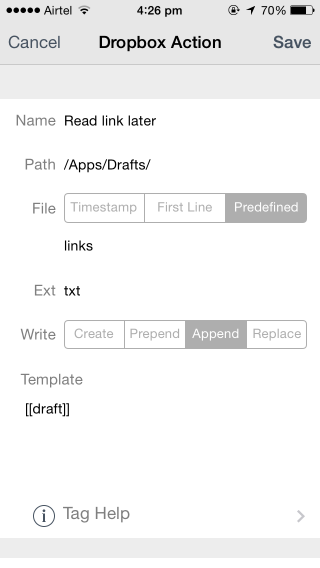 Airtel 4:26 pm 70%
Cancel Dropbox Action Save
Name Read link later
Path /Apps/Drafts/
File Timestamp First Line Predefined
links
Ext txt
Write Create Prepend Append Replace
Template
[[draft]]
i Tag Help